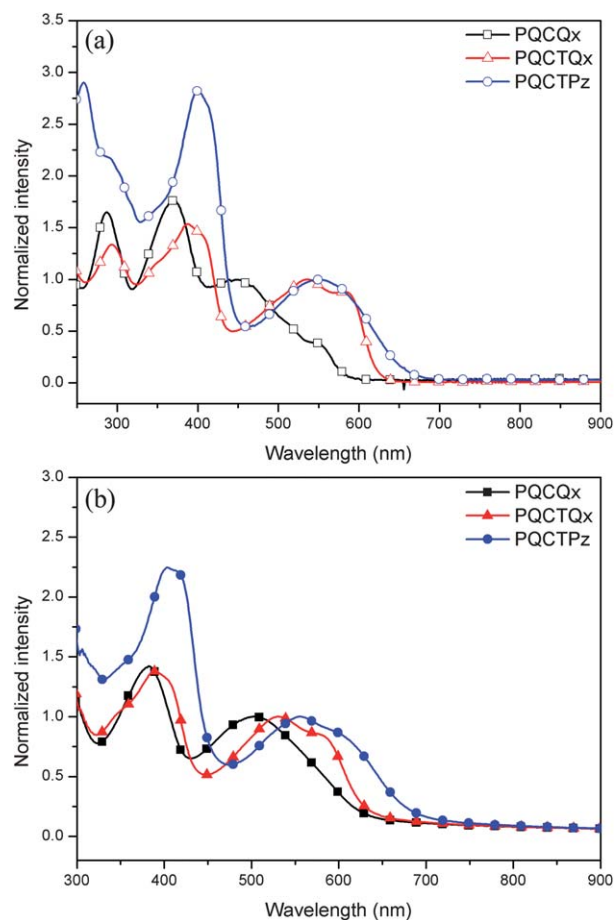 (a)
PQCQx
PQCTQx
PQCTPz
3.5
3.0
2.5
2.0
1.5
1.0
0.5
0.0
Normalized intensity
300 400 500 600 700 800 900
Wavelength (nm)
(b)
PQCQx
PQCTQx
PQCTPz
3.0
2.5
2.0
1.5
1.0
0.5
0.0
Normalized intensity
300 400 500 600 700 800 900
Wavelength (nm)